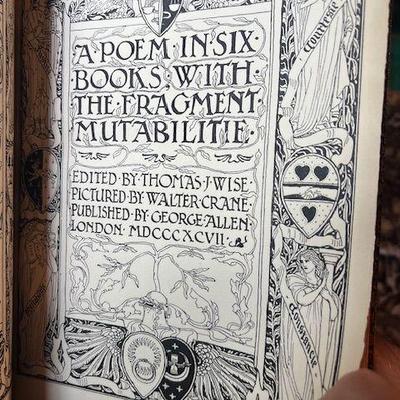 A·POEM·IN·SIX·
BOOKS·WITH·
THE·FRAGMENT·
MUTABILITIE·
EDITED·BY·THOMAS·J·WISE·
PICTURED·BY·WALTER·CRANE·
PUBLISHED·BY·GEORGE·ALLEN·
LONDON·MDCCCXCVII·